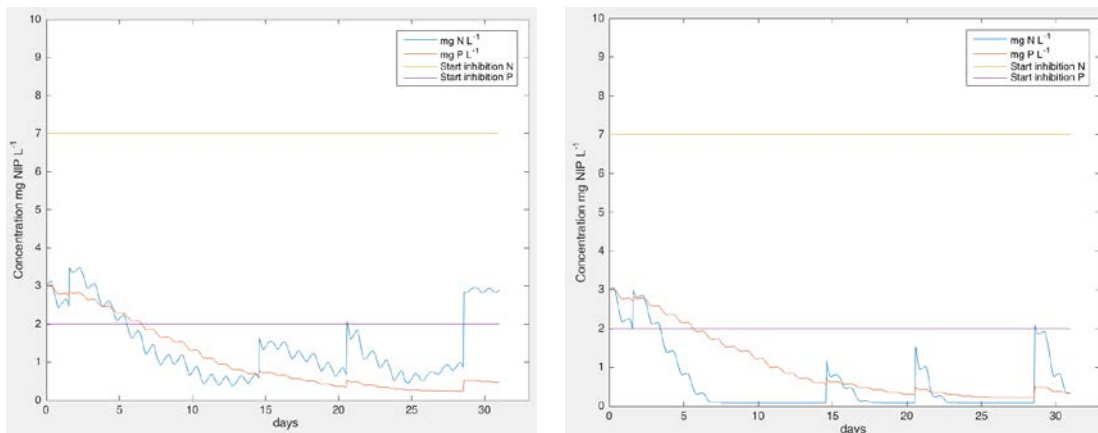 10
9
8
7
6
5
4
3
2
1
0
Concentration mg NIP L⁻¹
mg N L⁻¹
mg P L⁻¹
Start inhibition N
Start inhibition P
0 5 10 15 20 25 30
days
10
9
8
7
6
5
4
3
2
1
0
Concentration mg NIP L⁻¹
mg N L⁻¹
mg P L⁻¹
Start inhibition N
Start inhibition P
0 5 10 15 20 25 30
days